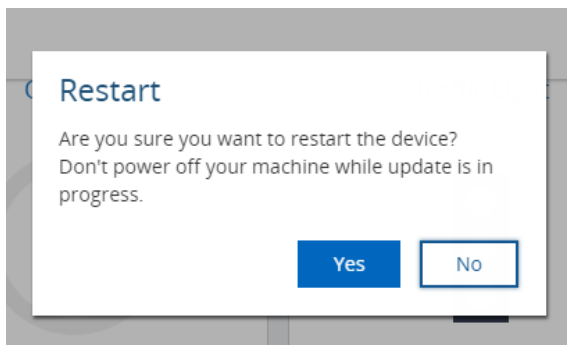 Restart
Are you sure you want to restart the device?
Don't power off your machine while update is in
progress.
Yes No